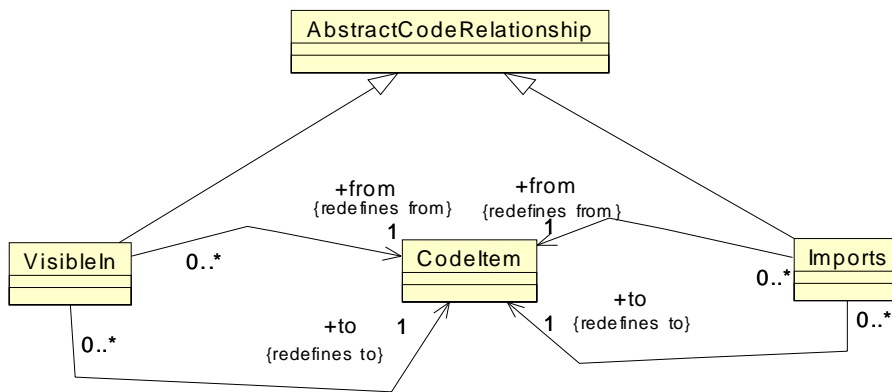 AbstractCodeRelationship
+from
{redefines from}
1
+from
{redefines from}
1
VisibleIn
0..*
CodeItem
Imports
0..*
0..*
+to
{redefines to}
1
1
+to
{redefines to}
0..*